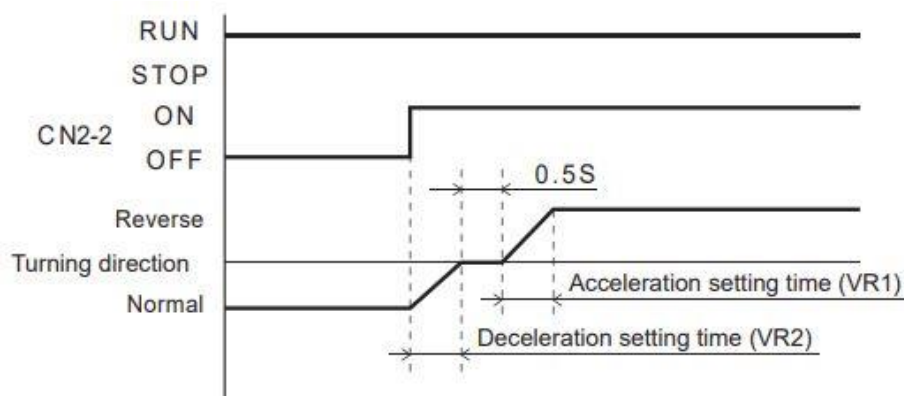 RUN
STOP
ON
CN2-2
OFF
0.5S
Reverse
Turning direction
Acceleration setting time (VR1)
Normal
Deceleration setting time (VR2)